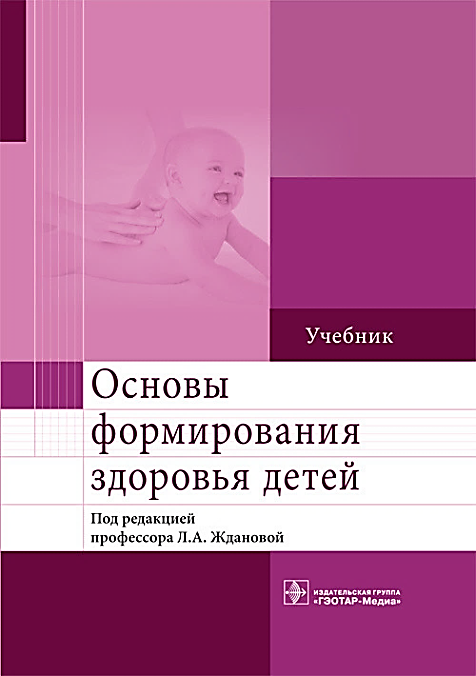 Учебник
Основы
формирования
здоровья детей
Под редакцией
профессора Л.А. Ждановой
ИЗДАТЕЛЬСКАЯ ГРУППА
«ГЭОТАР-Медиа»